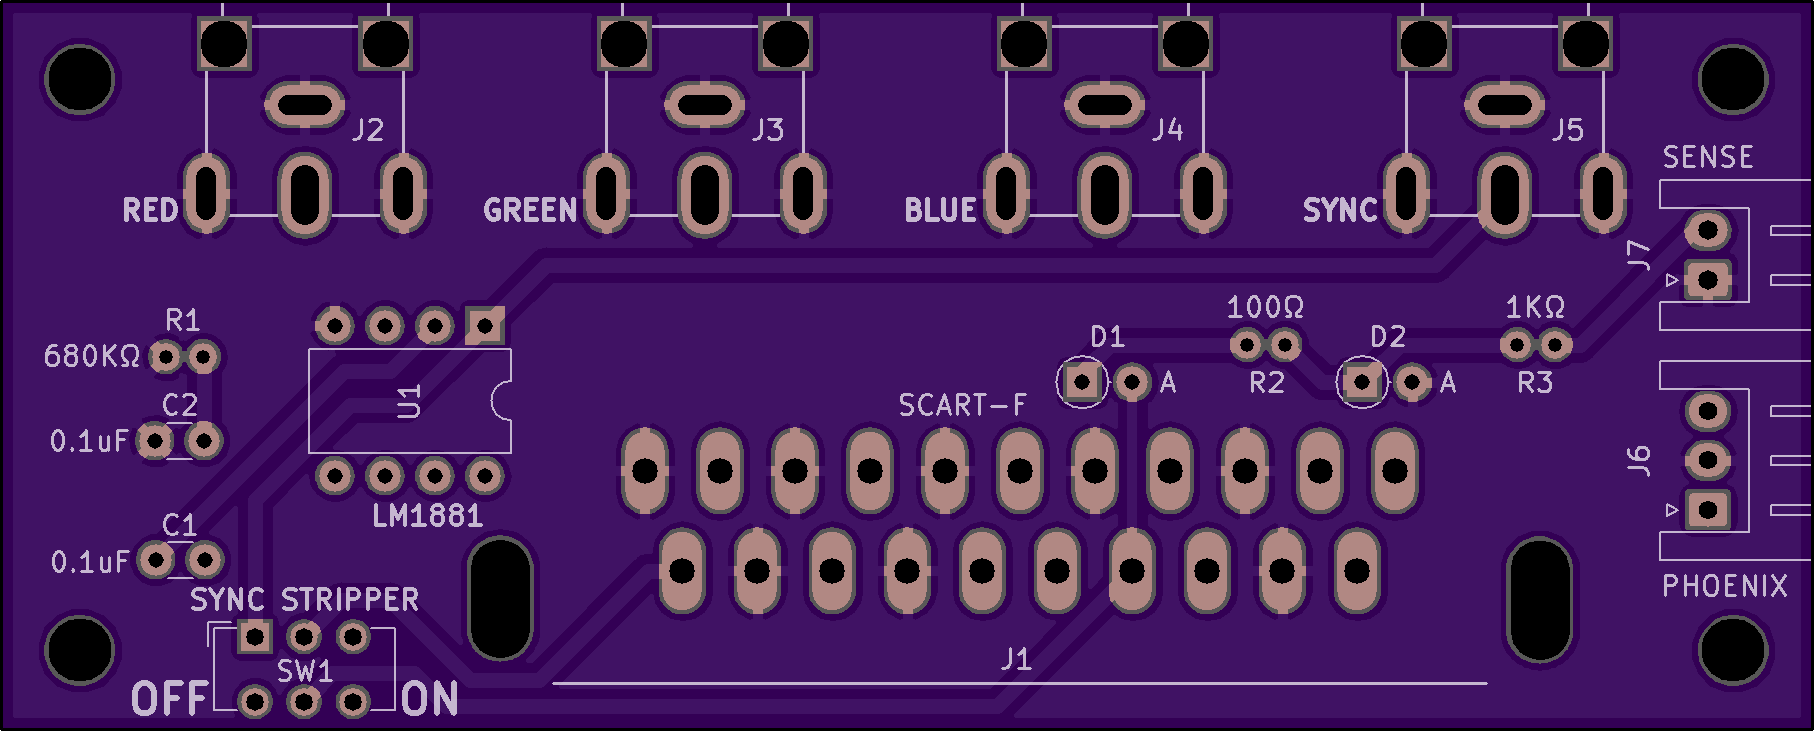 J2
J3
J4
J5
SENSE
RED
GREEN
BLUE
SYNC
J7
100Ω
1KΩ
R1
D1
D2
680KΩ
A
R2
A
R3
U1
C2
SCART-F
0.1uF
J6
LM1881
C1
0.1uF
PHOENIX
SYNC STRIPPER
J1
SW1
OFF
ON